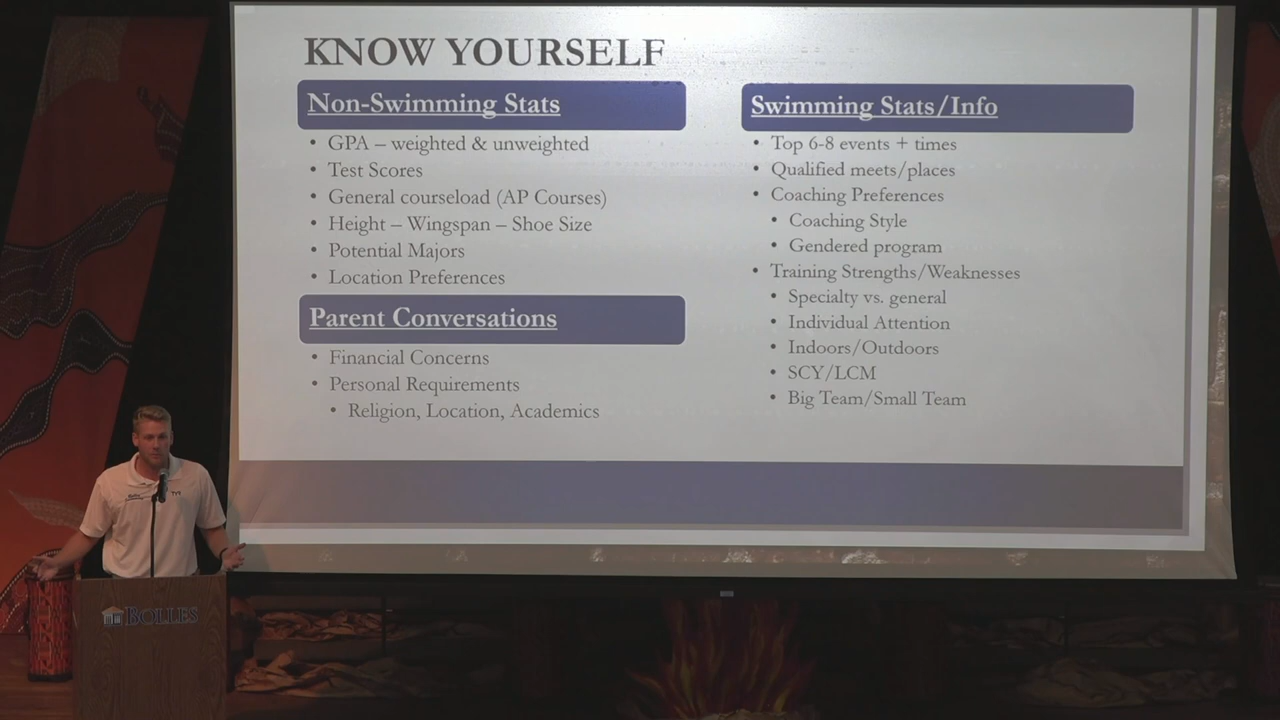 KNOW YOURSELF
Non-Swimming Stats
• GPA – weighted & unweighted
• Test Scores
• General courseload (AP Courses)
• Height – Wingspan – Shoe Size
• Potential Majors
• Location Preferences
Parent Conversations
• Financial Concerns
• Personal Requirements
• Religion, Location, Academics
Swimming Stats/Info
• Top 6-8 events + times
• Qualified meets/places
• Coaching Preferences
• Coaching Style
• Gendered program
• Training Strengths/Weaknesses
• Specialty vs. general
• Individual Attention
• Indoors/Outdoors
• SCY/LCM
• Big Team/Small Team
TYR
BOLLES